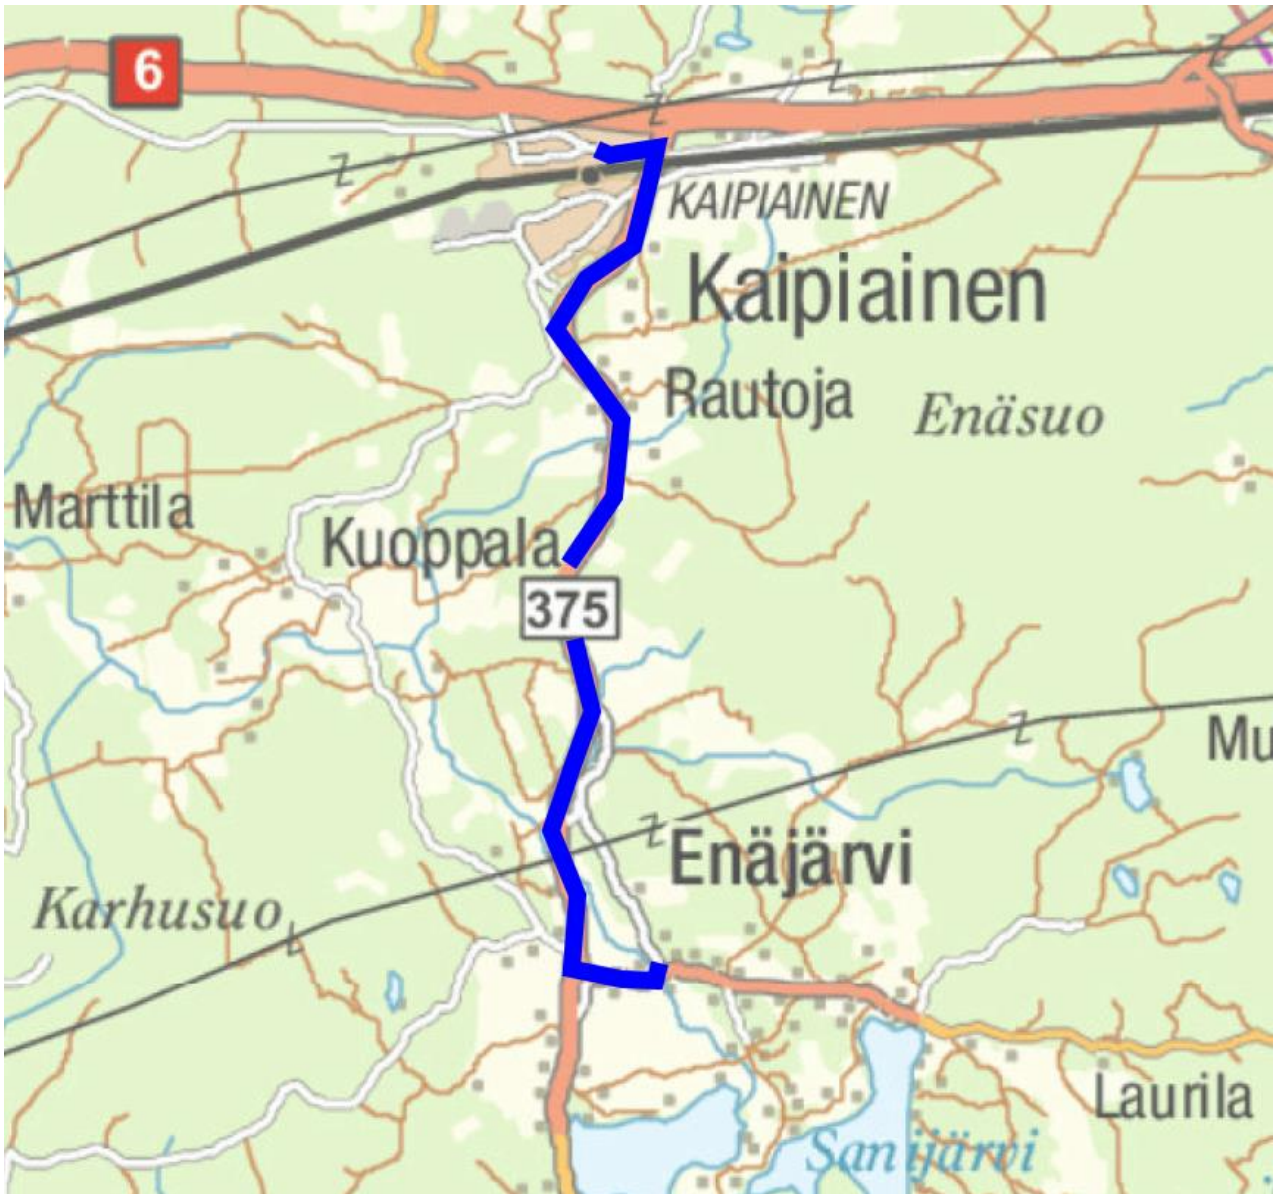 6
KAIPIAINEN
Kaipiainen
Rautoja
Enäsuo
Marttila
Kuoppala
375
Mu
Enäjärvi
Karhusuo
Laurila
Sanijärvi